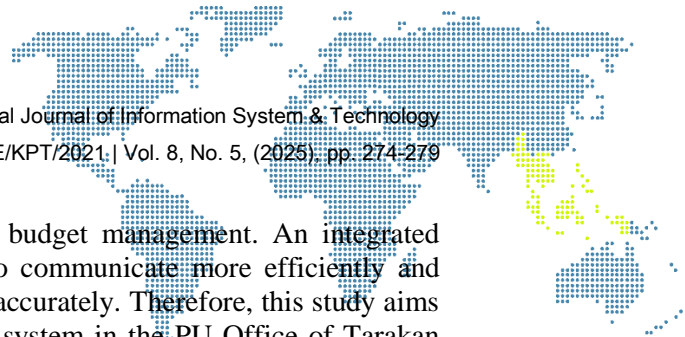 al Journal of Information System & Technology
E/KPT/2021 | Vol. 8, No. 5, (2025), pp. 274-279
budget management. An integrated
o communicate more efficiently and
accurately. Therefore, this study aims
system in the PU Office of Tarakan